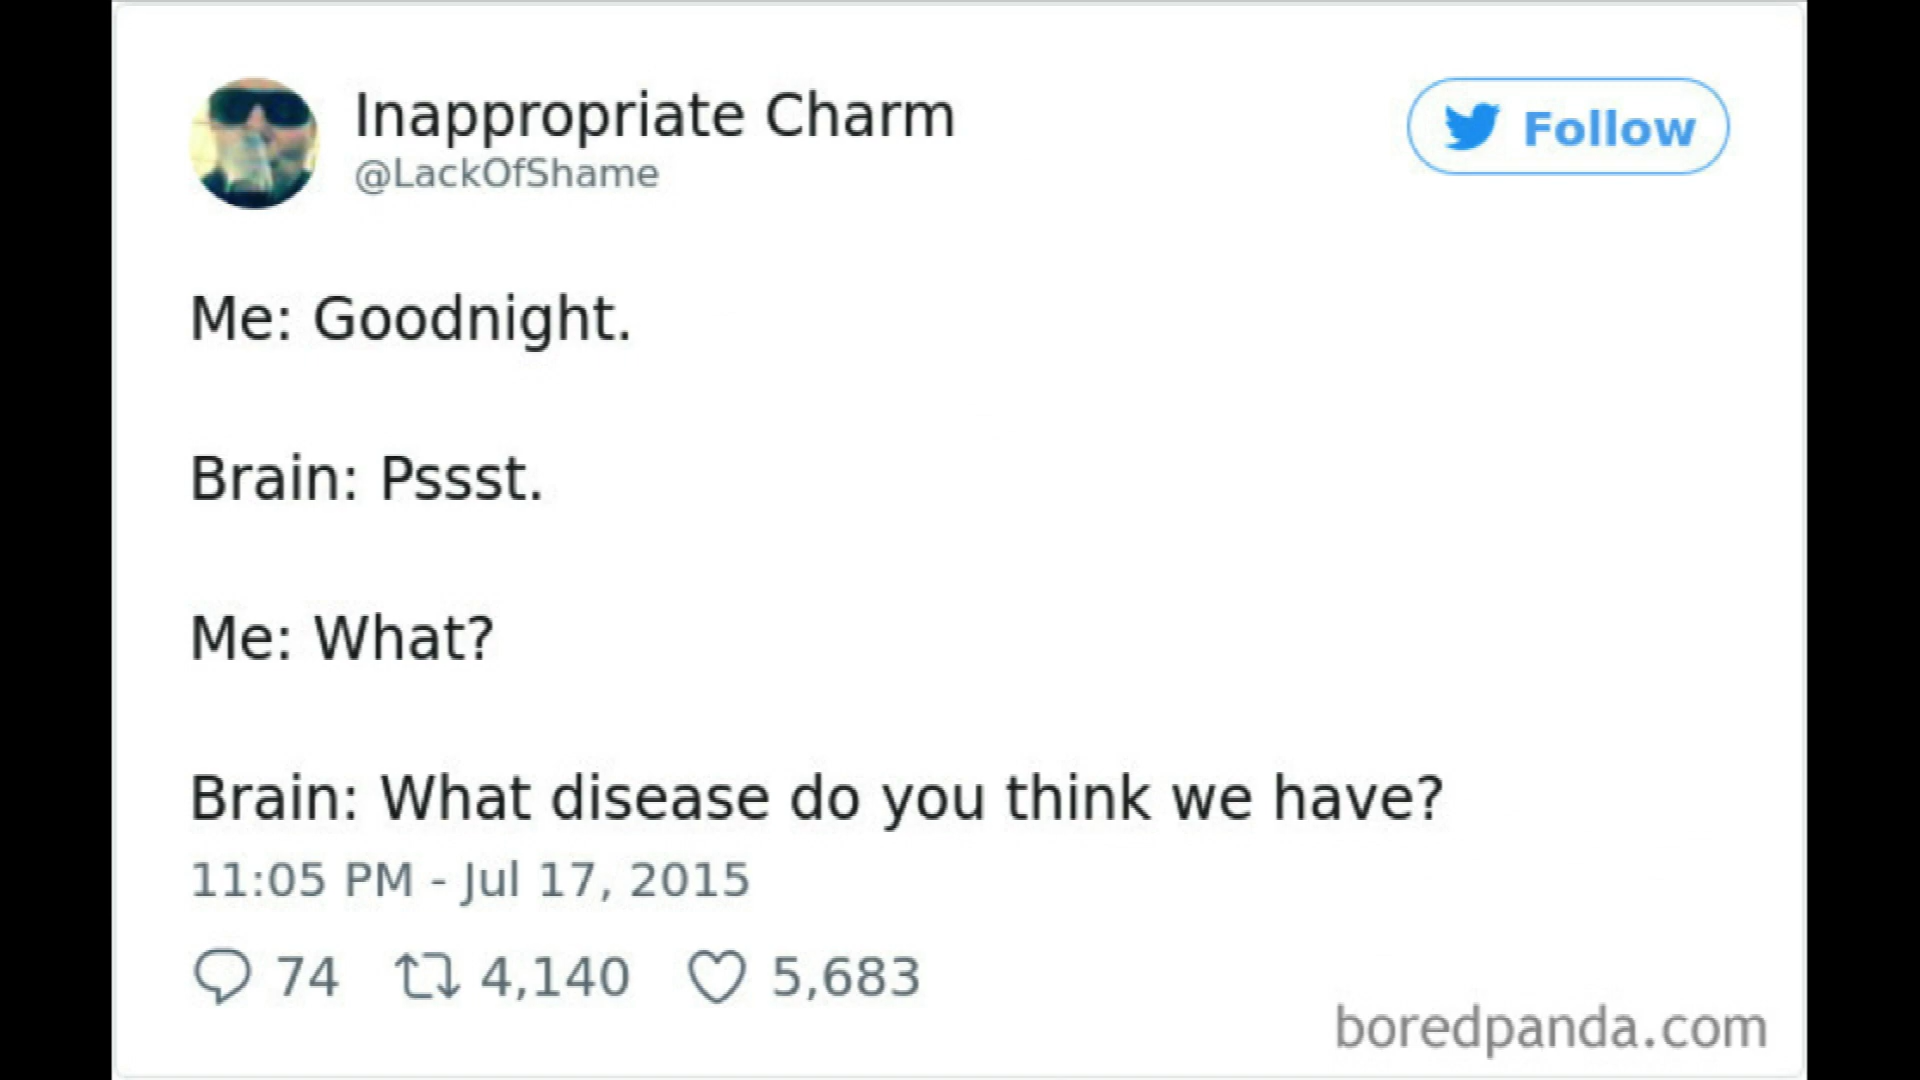 Inappropriate Charm
@LackOfShame
Follow
Me: Goodnight.
Brain: Pssst.
Me: What?
Brain: What disease do you think we have?
11:05 PM - Jul 17, 2015
74 4,140 5,683
boredpanda.com